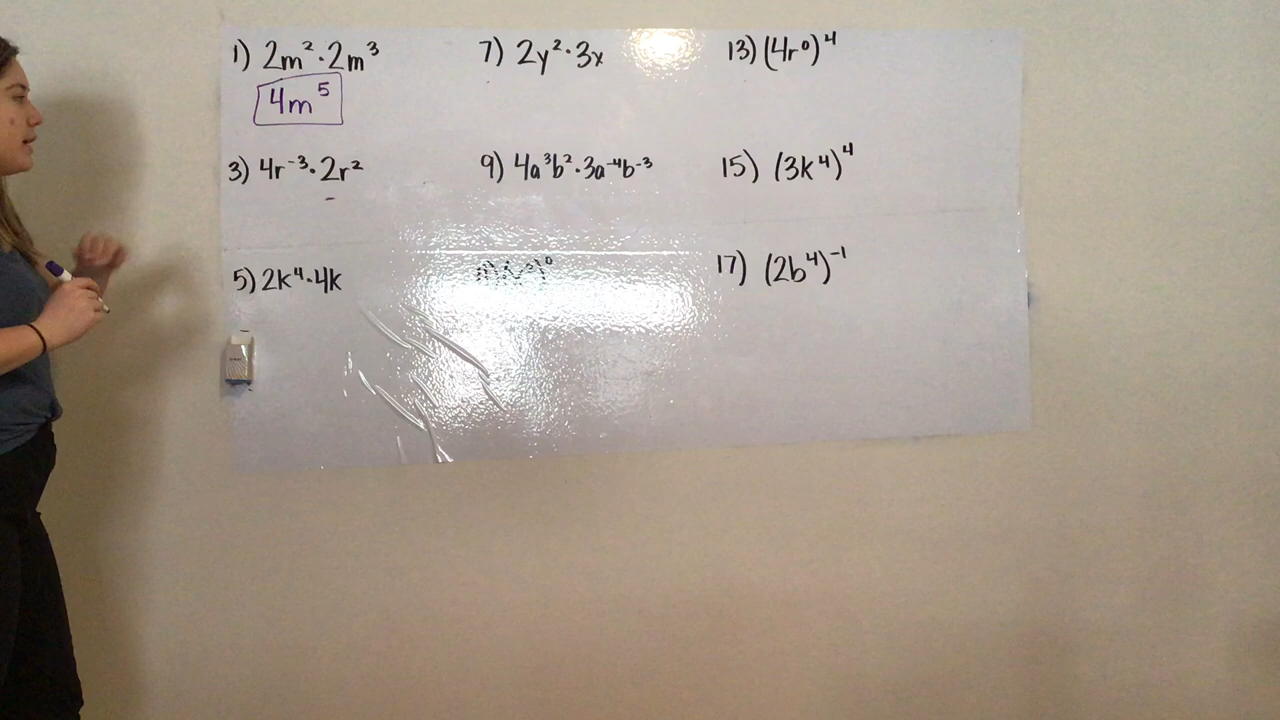 1) 2m²·2m³
4m⁵
3) 4r⁻³·2r²
5) 2k⁴·4k
7) 2y²·3x
9) 4a³b²·3a⁻⁴b⁻³
13) (4r⁰)⁴
15) (3k⁴)⁴
17) (2b⁴)⁻¹